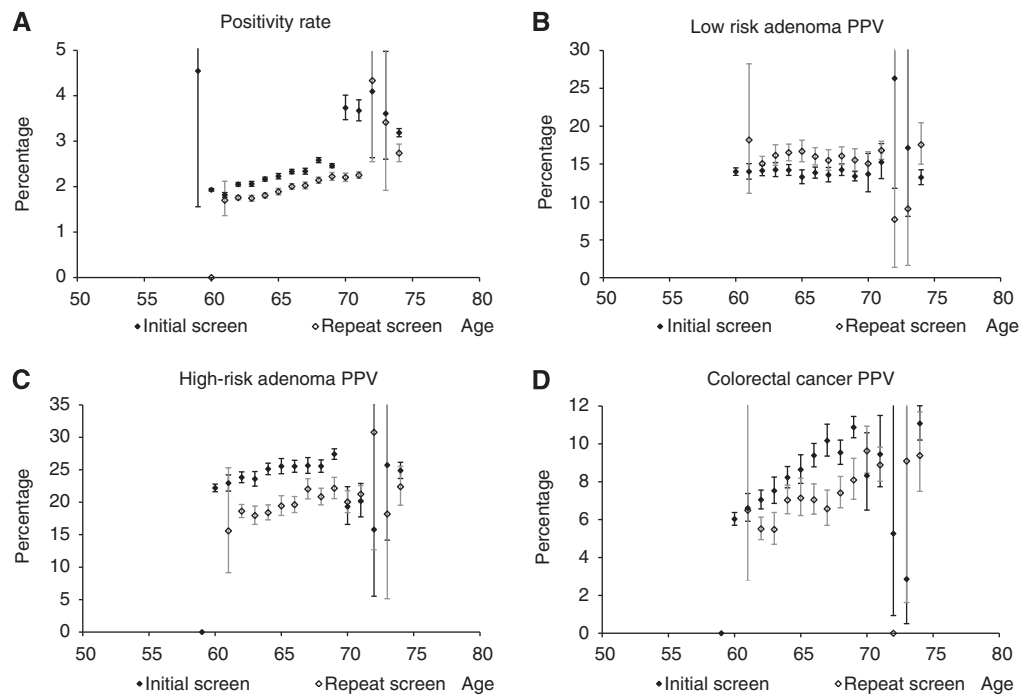 A
Positivity rate
Percentage
5
4
3
2
1
0
50 55 60 65 70 75 80
Initial screen Repeat screen Age
B
Low risk adenoma PPV
Percentage
30
25
20
15
10
5
0
50 55 60 65 70 75 80
Initial screen Repeat screen Age
C
High-risk adenoma PPV
Percentage
35
30
25
20
15
10
5
0
50 55 60 65 70 75 80
Initial screen Repeat screen Age
D
Colorectal cancer PPV
Percentage
12
10
8
6
4
2
0
50 55 60 65 70 75 80
Initial screen Repeat screen Age